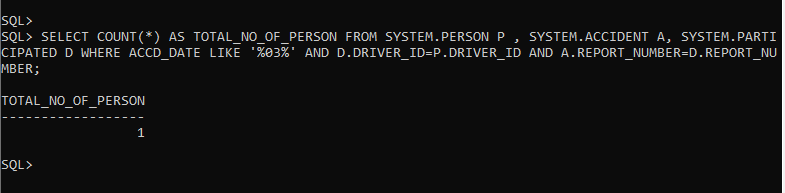 SQL>
SQL> SELECT COUNT(*) AS TOTAL_NO_OF_PERSON FROM SYSTEM.PERSON P , SYSTEM.ACCIDENT A, SYSTEM.PARTI
CIPATED D WHERE ACCD_DATE LIKE '%03%' AND D.DRIVER_ID=P.DRIVER_ID AND A.REPORT_NUMBER=D.REPORT_NU
MBER;
TOTAL_NO_OF_PERSON
------------------
1
SQL>